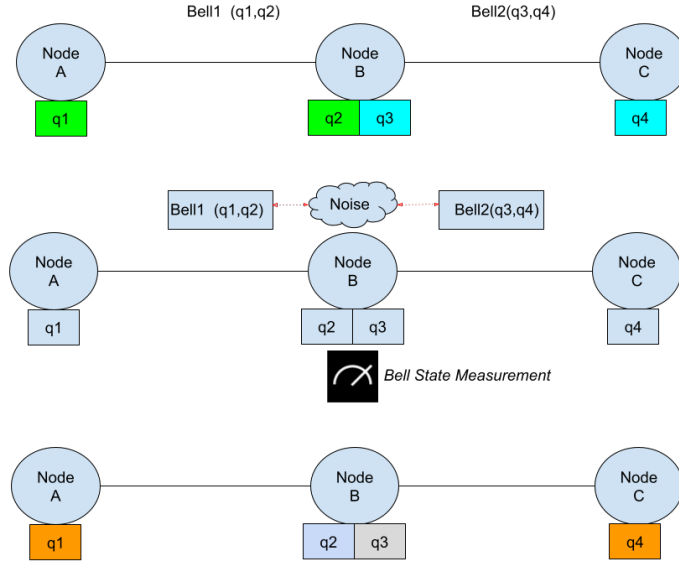 Bell1 (q1,q2)
Bell2(q3,q4)
Node
A
Node
B
Node
C
q1
q2
q3
q4
Bell1 (q1,q2)
Noise
Bell2(q3,q4)
Node
A
Node
B
Node
C
q1
q2
q3
q4
Bell State Measurement
Node
A
Node
B
Node
C
q1
q2
q3
q4